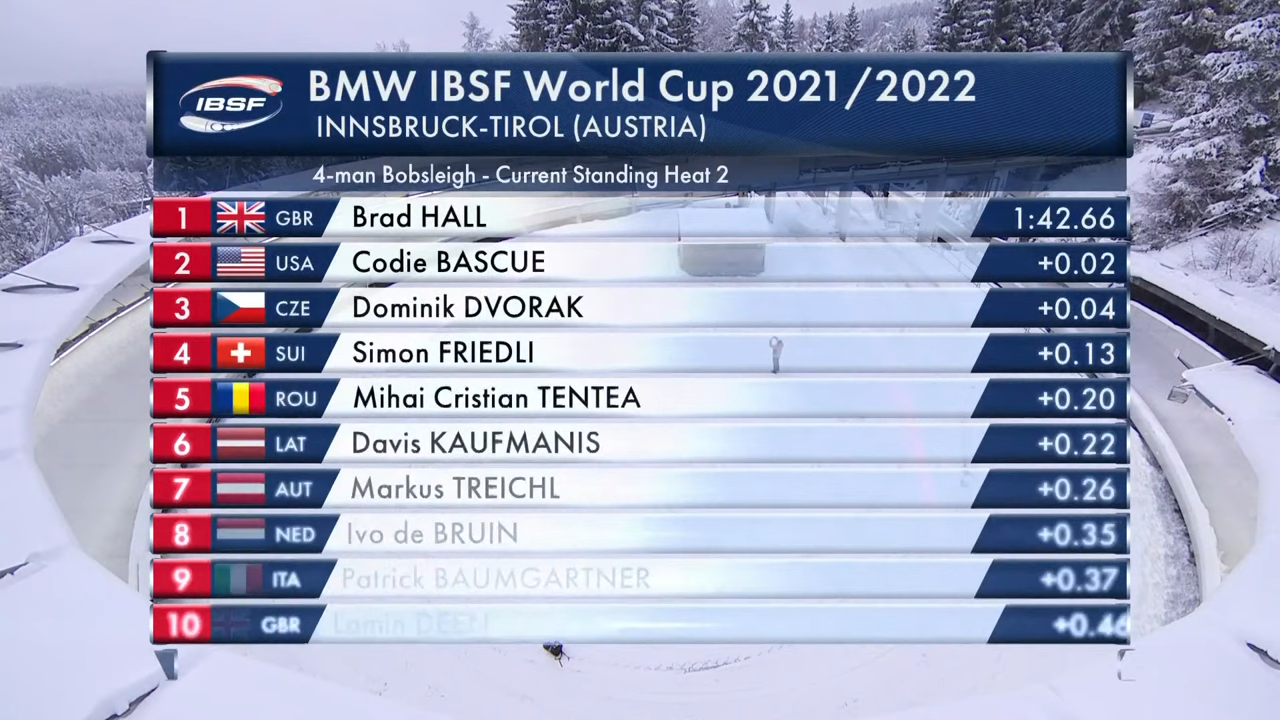 IBSF
BMW IBSF World Cup 2021/2022
INNSBRUCK-TIROL (AUSTRIA)
4-man Bobsleigh - Current Standing Heat 2
1 GBR Brad HALL 1:42.66
2 USA Codie BASCUE +0.02
3 CZE Dominik DVORAK +0.04
4 SUI Simon FRIEDLI +0.13
5 ROU Mihai Cristian TENTEA +0.20
6 LAT Davis KAUFMANIS +0.22
7 AUT Markus TREICHL +0.26
8 NED Ivo de BRUIN +0.35
9 ITA Patrick BAUMGARTNER +0.37
10 GBR Lamin DEEN +0.46